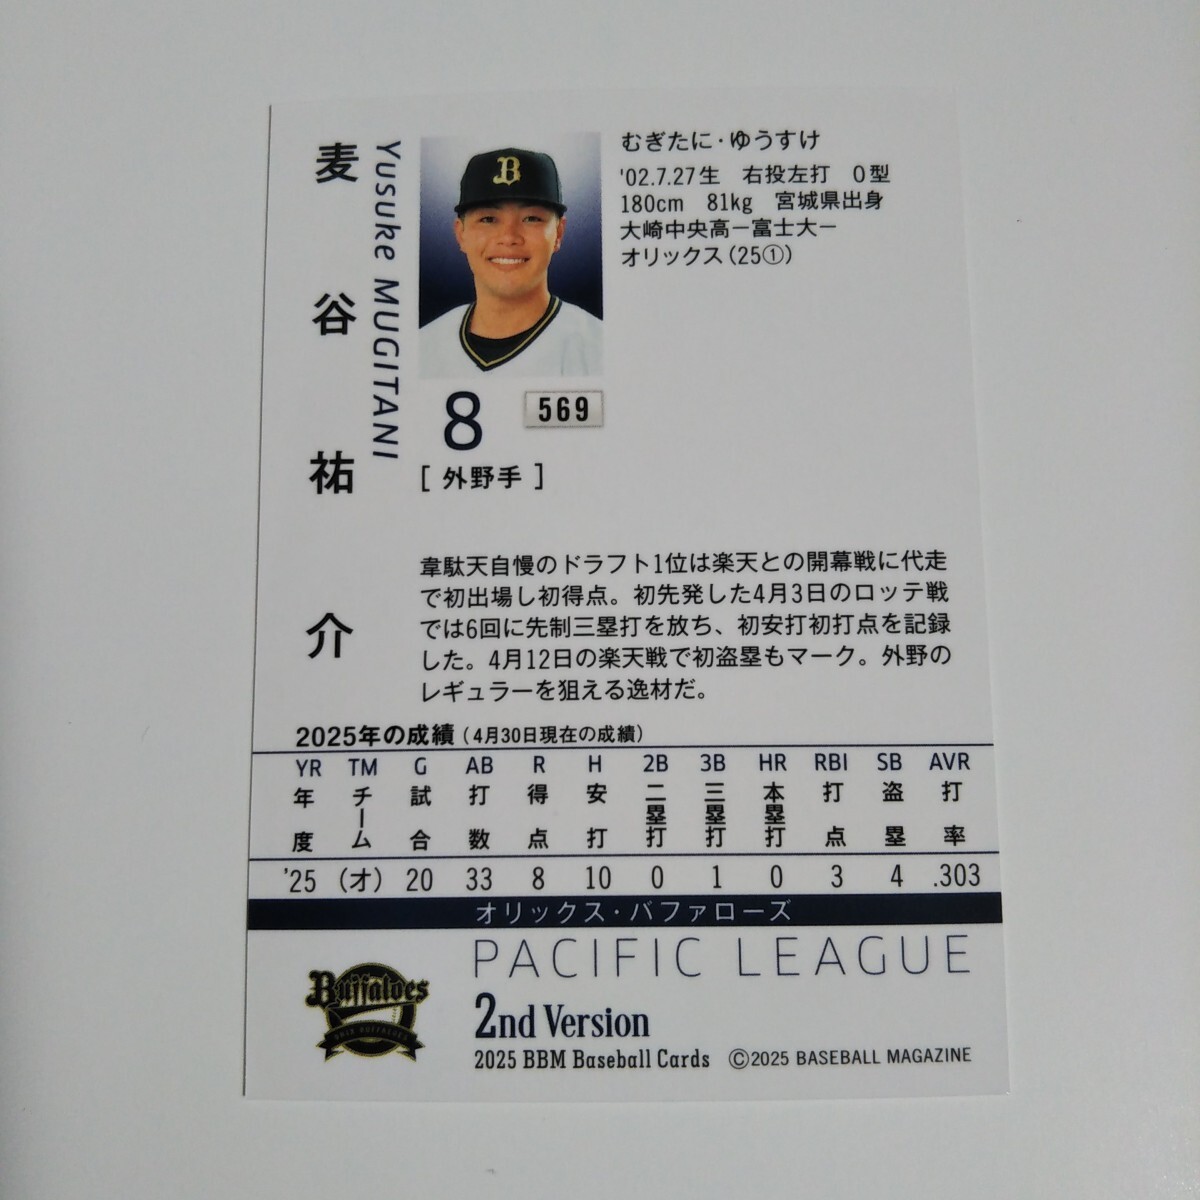 麦谷祐介
Yusuke MUGITANI
B
8
569
[ 外野手 ]
むぎたに・ゆうすけ
'02.7.27生 右投左打 O型
180cm 81kg 宮城県出身
大崎中央高－富士大－
オリックス（25①）
韋駄天自慢のドラフト1位は楽天との開幕戦に代走
で初出場し初得点。初先発した4月3日のロッテ戦
では6回に先制三塁打を放ち、初安打初打点を記録
した。4月12日の楽天戦で初盗塁もマーク。外野の
レギュラーを狙える逸材だ。
2025年の成績（4月30日現在の成績）
YR TM G AB R H 2B 3B HR RBI SB AVR
年度 チーム 試合 打数 得点 安打 二塁打 三塁打 本塁打 打点 盗塁 打率
'25 （オ） 20 33 8 10 0 1 0 3 4 .303
オリックス・バファローズ
PACIFIC LEAGUE
Buffaloes
ORIX BUFFALOES
2nd Version
2025 BBM Baseball Cards ©2025 BASEBALL MAGAZINE